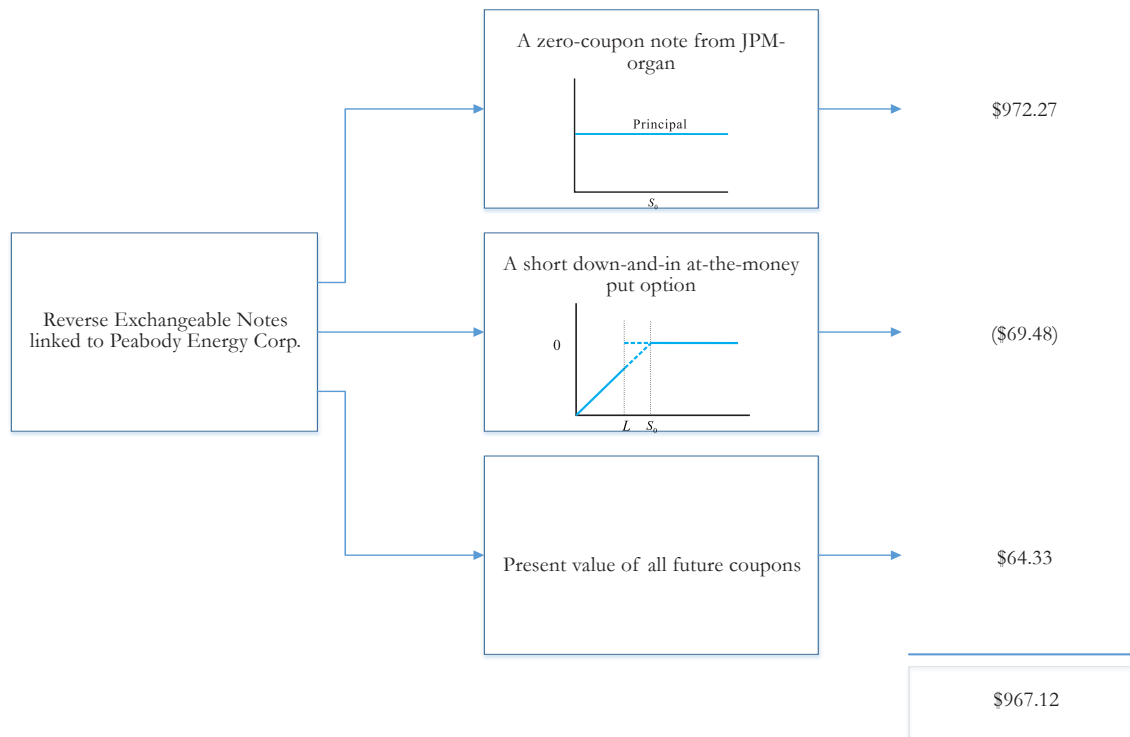 A zero-coupon note from JPM-
organ
Principal
S₀
$972.27
Reverse Exchangeable Notes
linked to Peabody Energy Corp.
A short down-and-in at-the-money
put option
0
L S₀
($69.48)
Present value of all future coupons
$64.33
$967.12